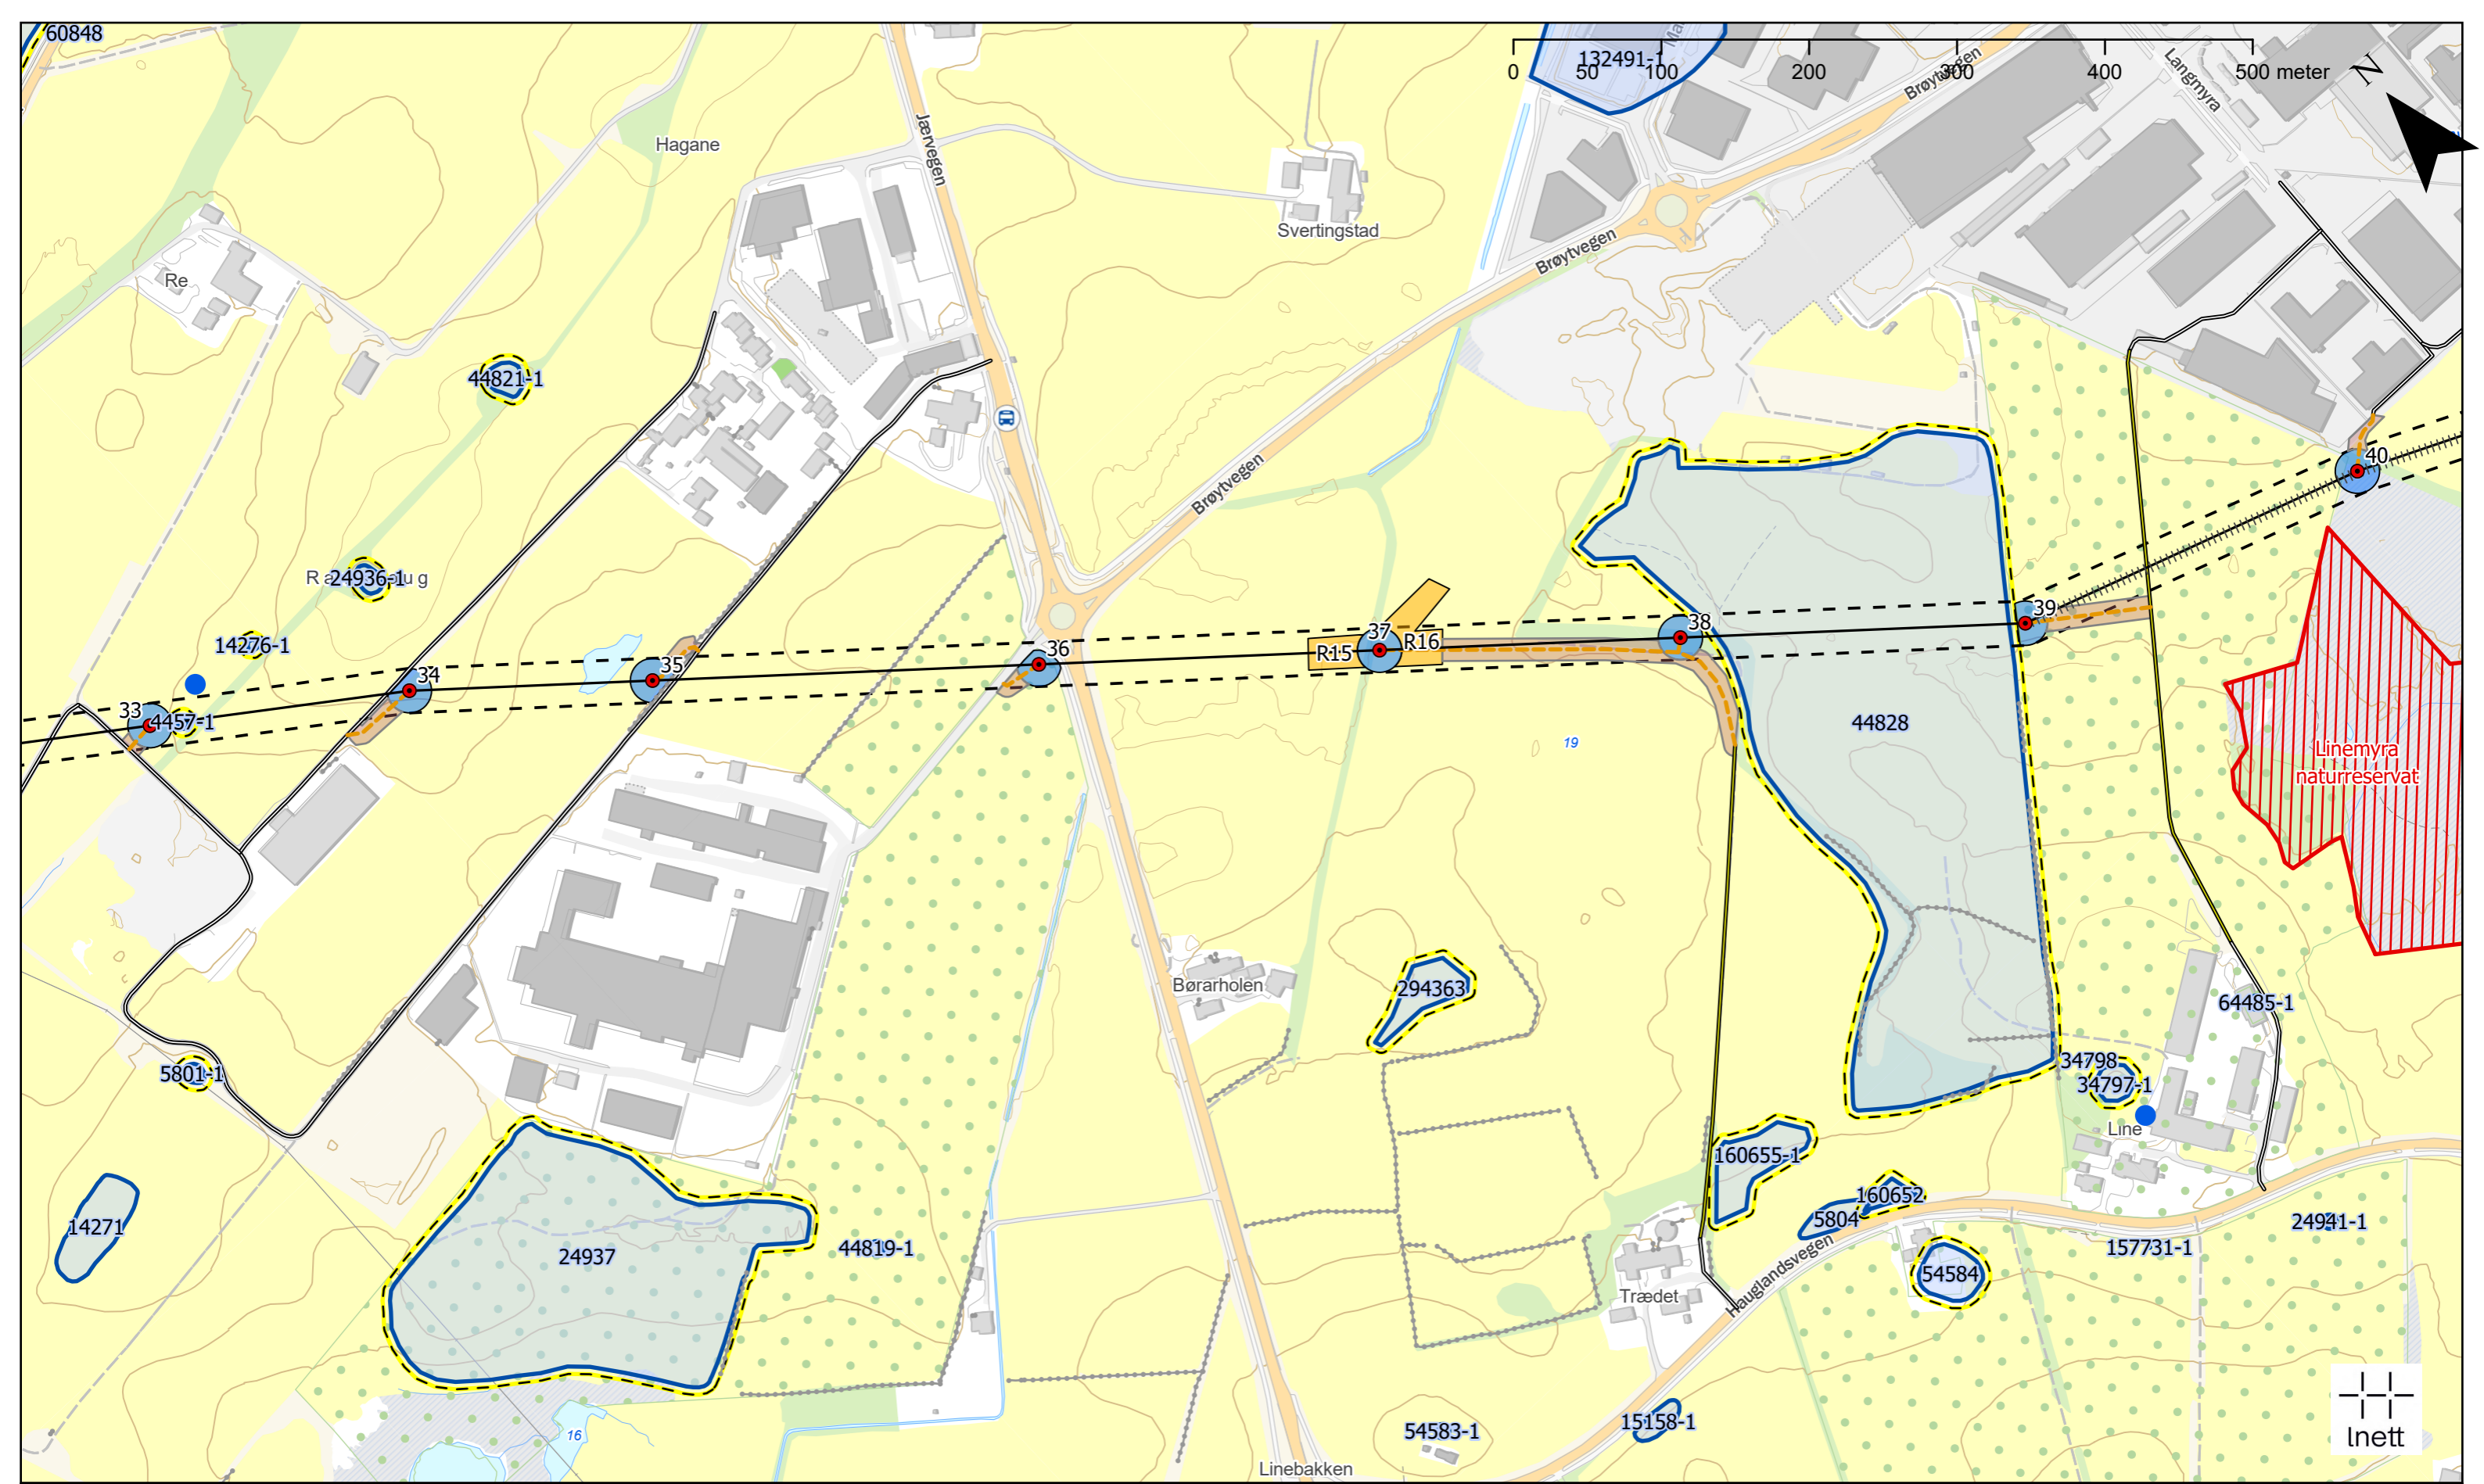 60848
132491-1
0 50 100 200 300 400 500 meter
N
Langmyra
Brøytvegen
Hagane
Jærvegen
Svertingstad
Brøytvegen
Re
44821-1
Brøytvegen
40
24936-1
14276-1
39
38
37
36
R15
R16
35
34
33
4457-1
44828
19
Linemyra
naturreservat
Børarholen
294363
64485-1
34798
34797-1
5801-1
Line
160655-1
160652
5804
14271
24937
44819-1
24941-1
157731-1
54584
Hauglandsvegen
Trædet
15158-1
54583-1
16
Linebakken
lnett